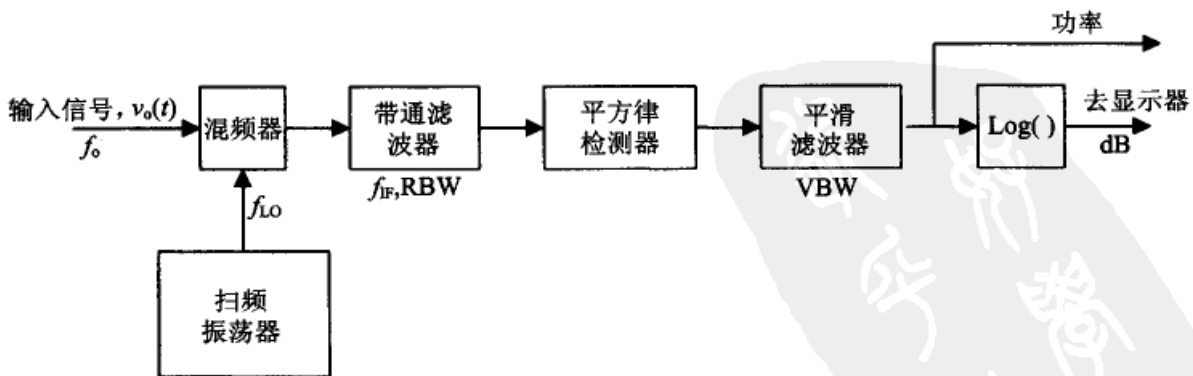 功率
输入信号, v₀(t)
f₀
混频器
带通滤
波器
f_IF,RBW
平方律
检测器
平滑
滤波器
VBW
Log( )
去显示器
dB
f_LO
扫频
振荡器